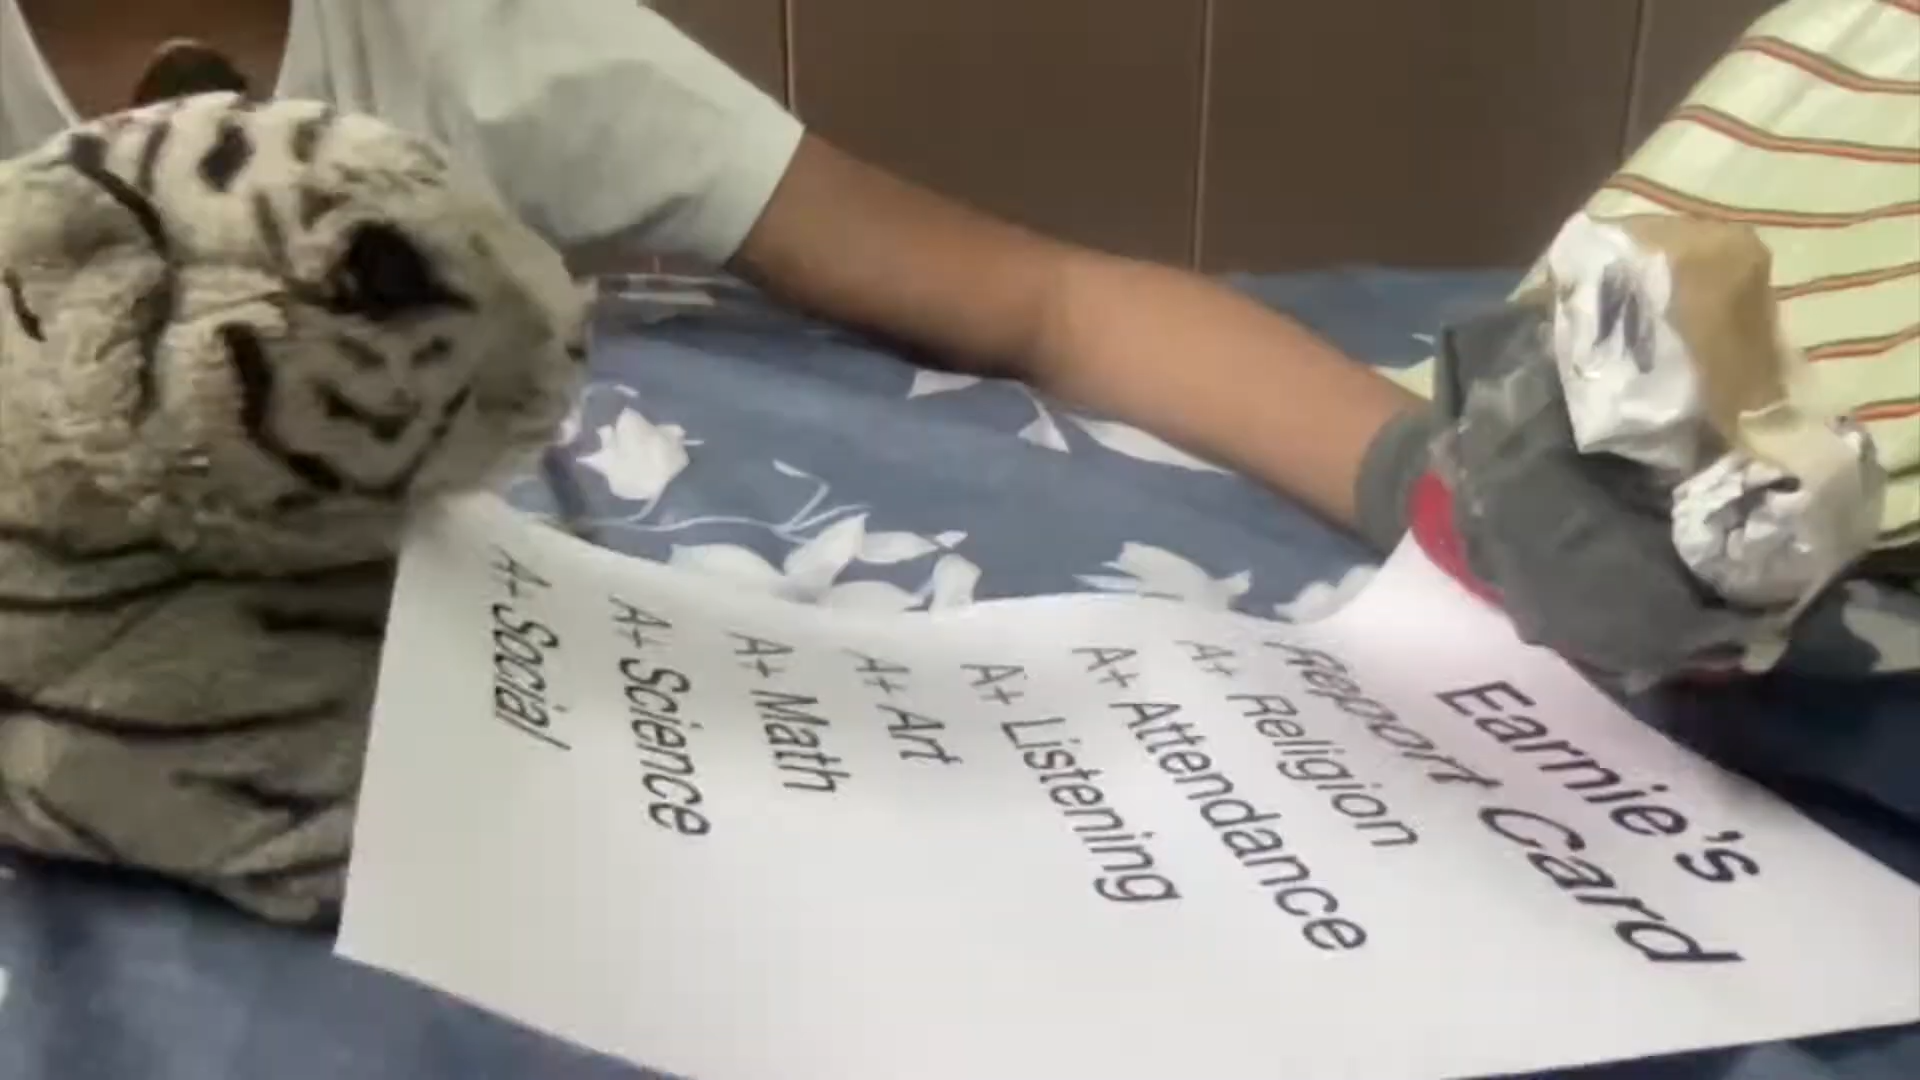 Earnie's
report Card
A+ Religion
A+ Attendance
A+ Listening
A+ Art
A+ Math
A+ Science
A+ Social